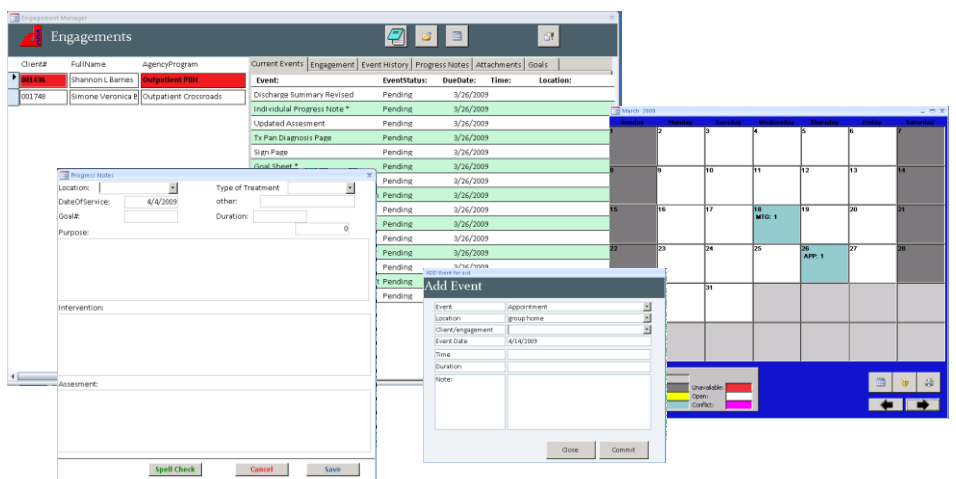 Engagement Manager
Engagements
Client# FullName AgencyProgram
001436 Shannon L Barnes Outpatient PDH
001748 Simone Veronica B Outpatient Crossroads
Current Events Engagement Event History Progress Notes Attachments Goals
Event: EventStatus: DueDate: Time: Location:
Discharge Summary Revised Pending 3/26/2009
Individulal Progress Note * Pending 3/26/2009
Updated Assesment Pending 3/26/2009
Tx Pan Diagnosis Page Pending 3/26/2009
Sign Page Pending 3/26/2009
Goal Sheet * Pending 3/26/2009
Pending 3/26/2009
Pending 3/26/2009
Pending 3/26/2009
Pending 3/26/2009
Pending 3/26/2009
Pending 3/26/2009
Pending 3/26/2009
Pending
Pending
Progress Notes
Location: Type of Treatment
DateOfService: 4/4/2009 other:
Goal#: Duration:
0
Purpose:
Intervention:
Assesment:
Spell Check Cancel Save
ADD Event for asd
Add Event
Event Appointment
Location group home
Client/engagement
Event Date 4/14/2009
Time
Duration
Note:
Close Commit
March 2009
Sunday Monday Tuesday Wednesday Thursday Friday Saturday
1 2 3 4 5 6 7
8 9 10 11 12 13 14
15 16 17 18 19 20 21
MTG: 1
22 23 24 25 26 27 28
APP: 1
31
Unavailable:
Open:
Conflict: